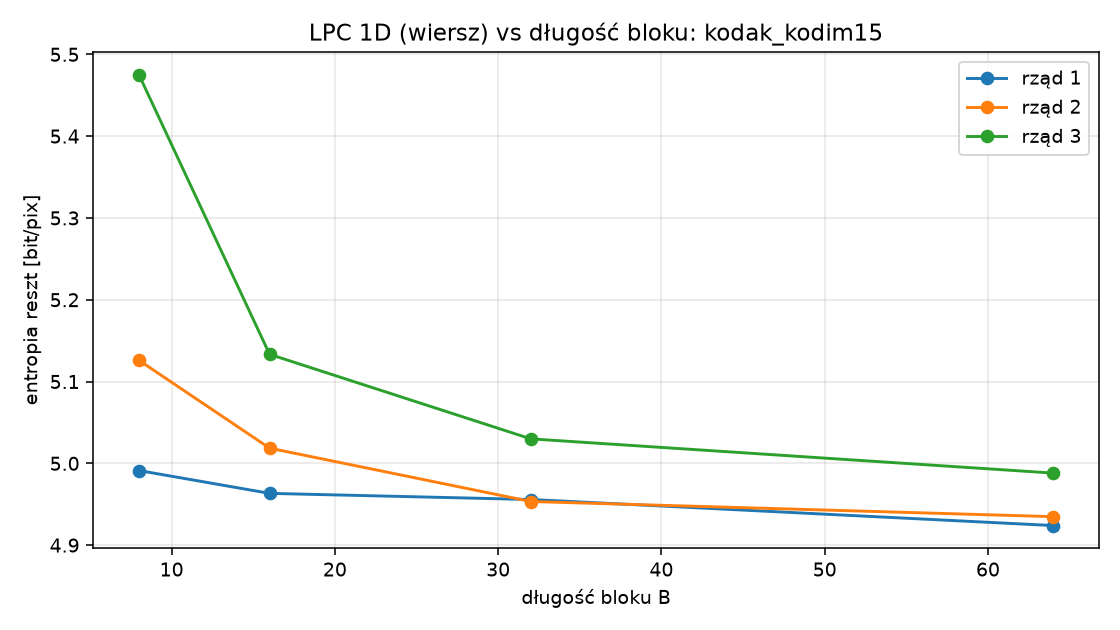 LPC 1D (wiersz) vs długość bloku: kodak_kodim15
5.5
5.4
5.3
5.2
5.1
5.0
4.9
entropia reszt [bit/pix]
rząd 1
rząd 2
rząd 3
10 20 30 40 50 60
długość bloku B